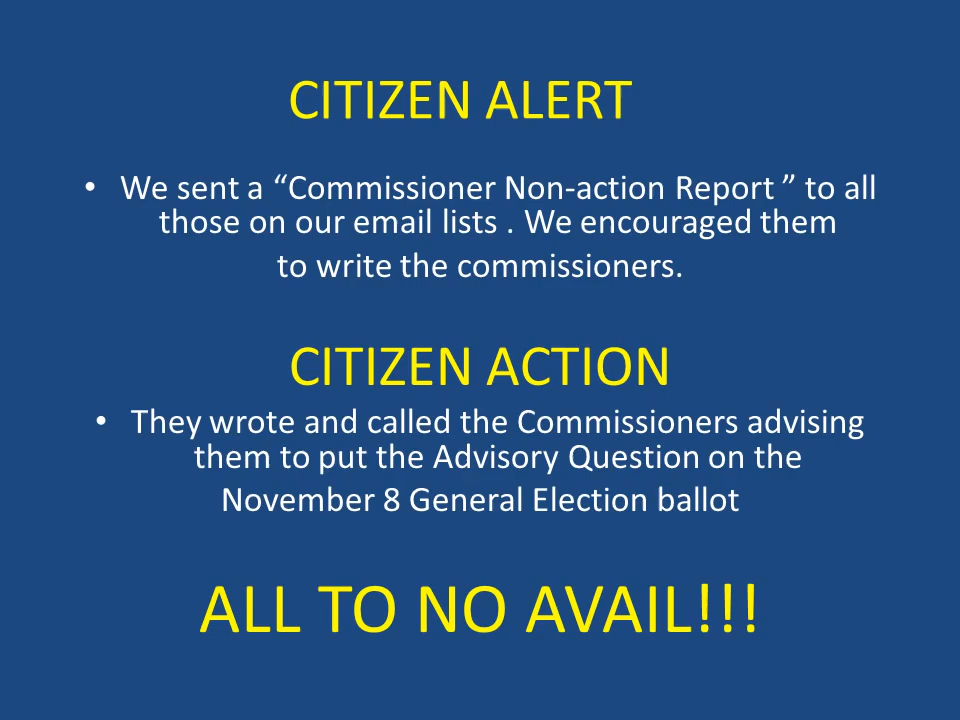 CITIZEN ALERT
• We sent a “Commissioner Non-action Report ” to all
those on our email lists . We encouraged them
to write the commissioners.
CITIZEN ACTION
• They wrote and called the Commissioners advising
them to put the Advisory Question on the
November 8 General Election ballot
ALL TO NO AVAIL!!!